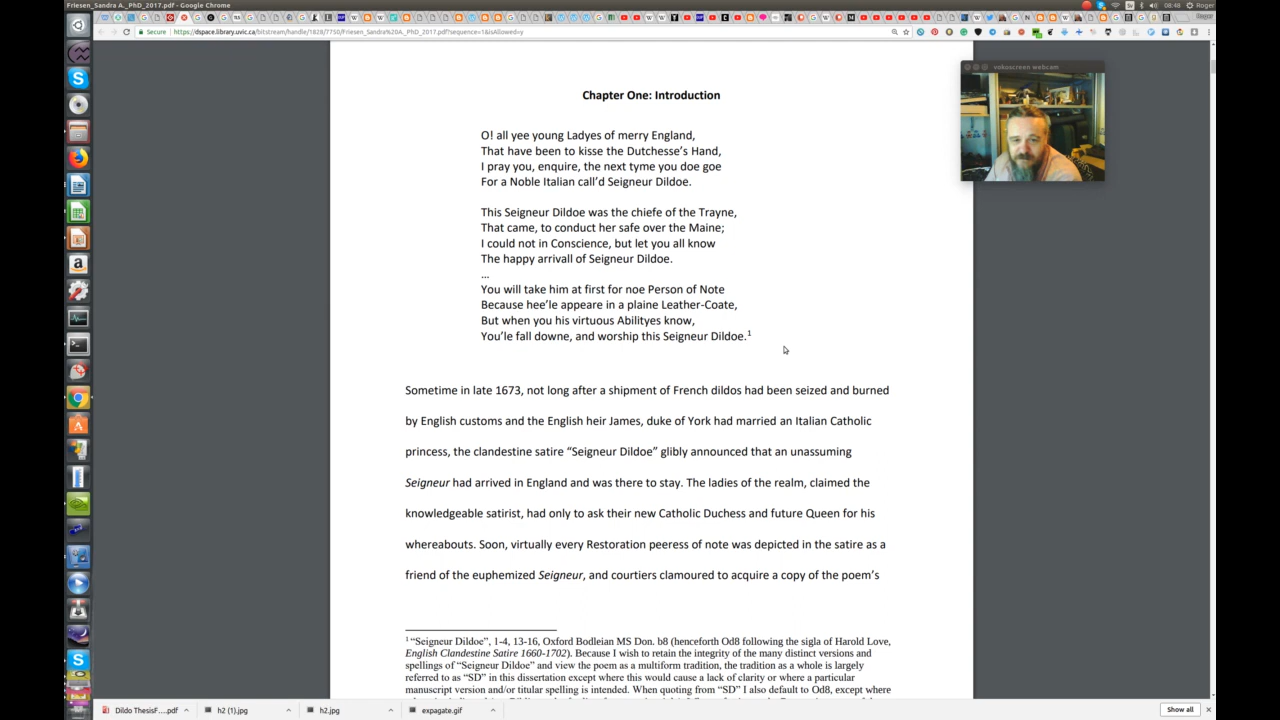 Friesen_Sandra A._PhD_2017.pdf - Google Chrome
08:48
Roger
Roger
Secure
https://dspace.library.uvic.ca/bitstream/handle/1828/7750/Friesen_Sandra%20A._PhD_2017.pdf?sequence=1&isAllowed=y
vokoscreen webcam
Chapter One: Introduction
O! all yee young Ladyes of merry England,
That have been to kisse the Dutchesse's Hand,
I pray you, enquire, the next tyme you doe goe
For a Noble Italian call'd Seigneur Dildoe.
This Seigneur Dildoe was the chiefe of the Trayne,
That came, to conduct her safe over the Maine;
I could not in Conscience, but let you all know
The happy arrivall of Seigneur Dildoe.
...
You will take him at first for noe Person of Note
Because hee'le appeare in a plaine Leather-Coate,
But when you his virtuous Abilityes know,
You'le fall downe, and worship this Seigneur Dildoe.1
Sometime in late 1673, not long after a shipment of French dildos had been seized and burned
by English customs and the English heir James, duke of York had married an Italian Catholic
princess, the clandestine satire “Seigneur Dildoe” glibly announced that an unassuming
Seigneur had arrived in England and was there to stay. The ladies of the realm, claimed the
knowledgeable satirist, had only to ask their new Catholic Duchess and future Queen for his
whereabouts. Soon, virtually every Restoration peeress of note was depicted in the satire as a
friend of the euphemized Seigneur, and courtiers clamoured to acquire a copy of the poem's
1 “Seigneur Dildoe”, 1-4, 13-16, Oxford Bodleian MS Don. b8 (henceforth Od8 following the sigla of Harold Love,
English Clandestine Satire 1660-1702). Because I wish to retain the integrity of the many distinct versions and
spellings of “Seigneur Dildoe” and view the poem as a multiform tradition, the tradition as a whole is largely
referred to as “SD” in this dissertation except where this would cause a lack of clarity or where a particular
manuscript version and/or titular spelling is intended. When quoting from “SD” I also default to Od8, except where
Dildo ThesisF....pdf
h2 (1).jpg
h2.jpg
expagate.gif
Show all